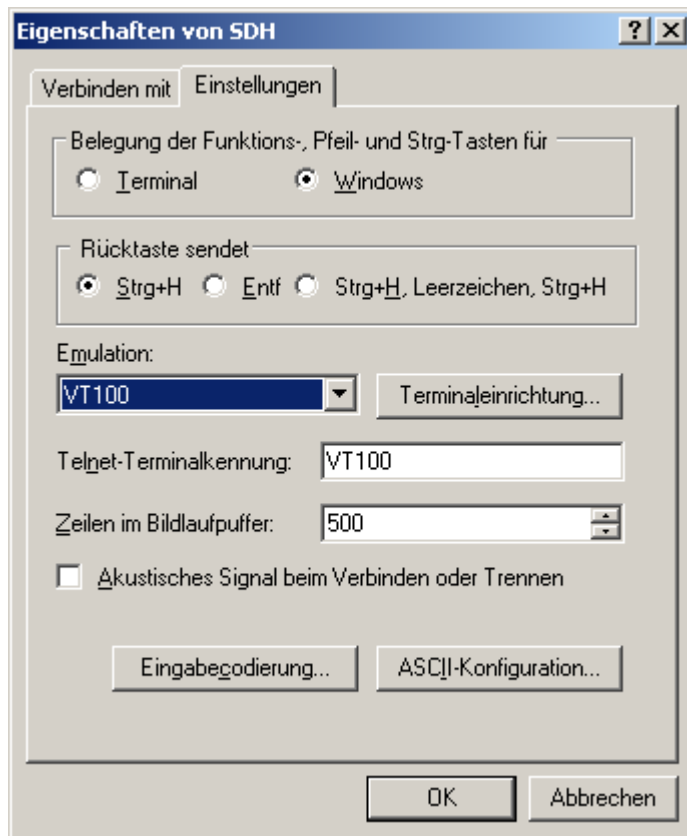 Eigenschaften von SDH
Verbinden mit Einstellungen
Belegung der Funktions-, Pfeil- und Strg-Tasten für
Terminal Windows
Rücktaste sendet
Strg+H Entf Strg+H, Leerzeichen, Strg+H
Emulation:
VT100 Terminaleinrichtung...
Telnet-Terminalkennung: VT100
Zeilen im Bildlaufpuffer: 500
Akustisches Signal beim Verbinden oder Trennen
Eingabecodierung... ASCII-Konfiguration...
OK Abbrechen